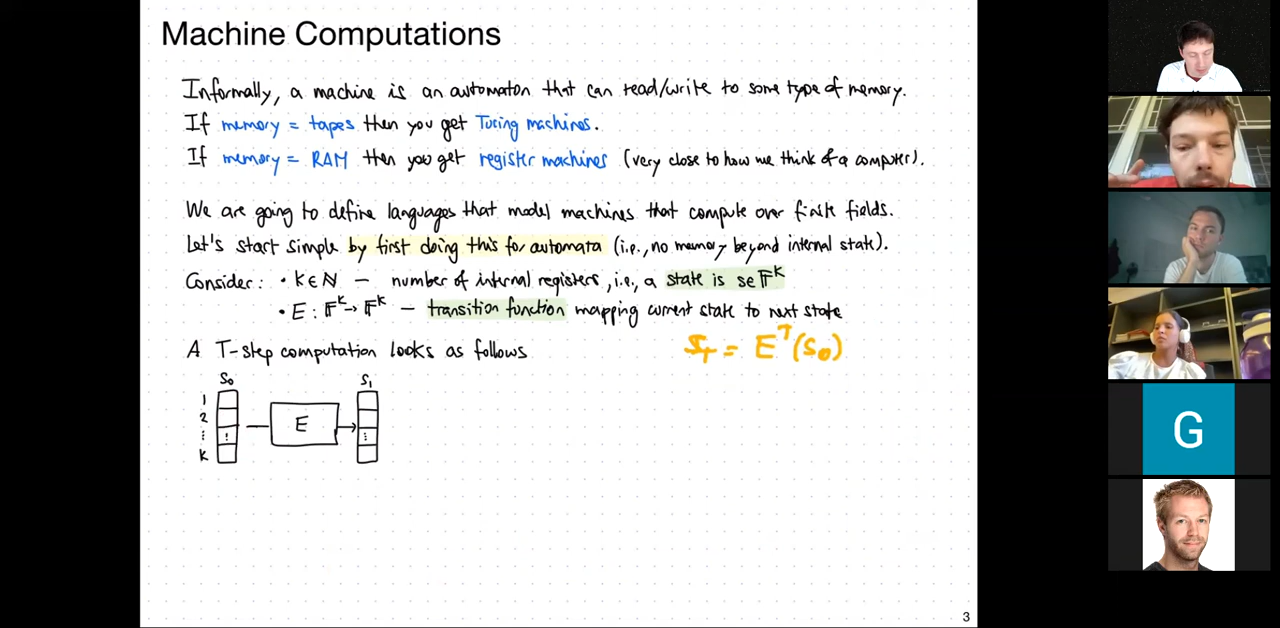 Machine Computations
Informally, a machine is an automaton that can read/write to some type of memory.
If memory = tapes then you get Turing machines.
If memory = RAM then you get register machines (very close to how we think of a computer).
We are going to define languages that model machines that compute over finite fields.
Let's start simple by first doing this for automata (i.e., no memory beyond internal state).
Consider: • K∈ℕ — number of internal registers, i.e., a state is s∈𝔽^K
• E: 𝔽^K → 𝔽^K — transition function mapping current state to next state
A T-step computation looks as follows
S_T = E^T(S_0)
S_0
S_1
1
2
E
⋮
⋮
⋮
K
G
3